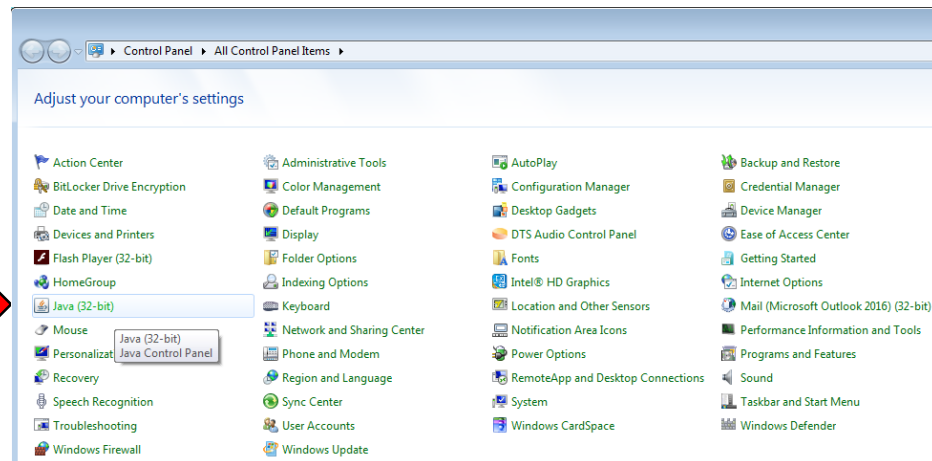 Control Panel All Control Panel Items
Adjust your computer's settings
Action Center Administrative Tools AutoPlay Backup and Restore
BitLocker Drive Encryption Color Management Configuration Manager Credential Manager
Date and Time Default Programs Desktop Gadgets Device Manager
Devices and Printers Display DTS Audio Control Panel Ease of Access Center
Flash Player (32-bit) Folder Options Fonts Getting Started
HomeGroup Indexing Options Intel® HD Graphics Internet Options
Java (32-bit) Keyboard Location and Other Sensors Mail (Microsoft Outlook 2016) (32-bit)
Mouse Network and Sharing Center Notification Area Icons Performance Information and Tools
Java (32-bit)
Java Control Panel
Phone and Modem Power Options Programs and Features
Recovery Region and Language RemoteApp and Desktop Connections Sound
Speech Recognition Sync Center System Taskbar and Start Menu
Troubleshooting User Accounts Windows CardSpace Windows Defender
Windows Firewall Windows Update